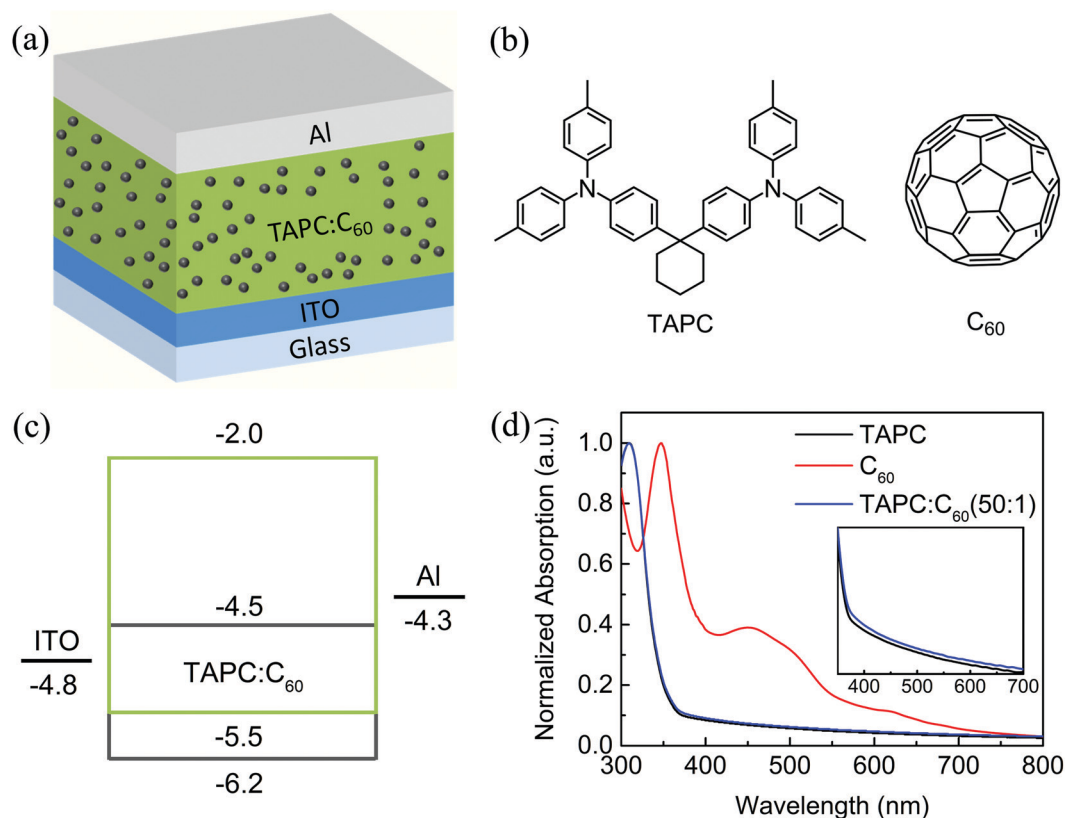 (a)
Al
TAPC:C₆₀
ITO
Glass
(b)
N
N
TAPC
C₆₀
(c)
-2.0
-4.5
Al
-4.3
ITO
-4.8
TAPC:C₆₀
-5.5
-6.2
(d)
Normalized Absorption (a.u.)
1.0
0.8
0.6
0.4
0.2
0.0
TAPC
C₆₀
TAPC:C₆₀(50:1)
400 500 600 700
300 400 500 600 700 800
Wavelength (nm)